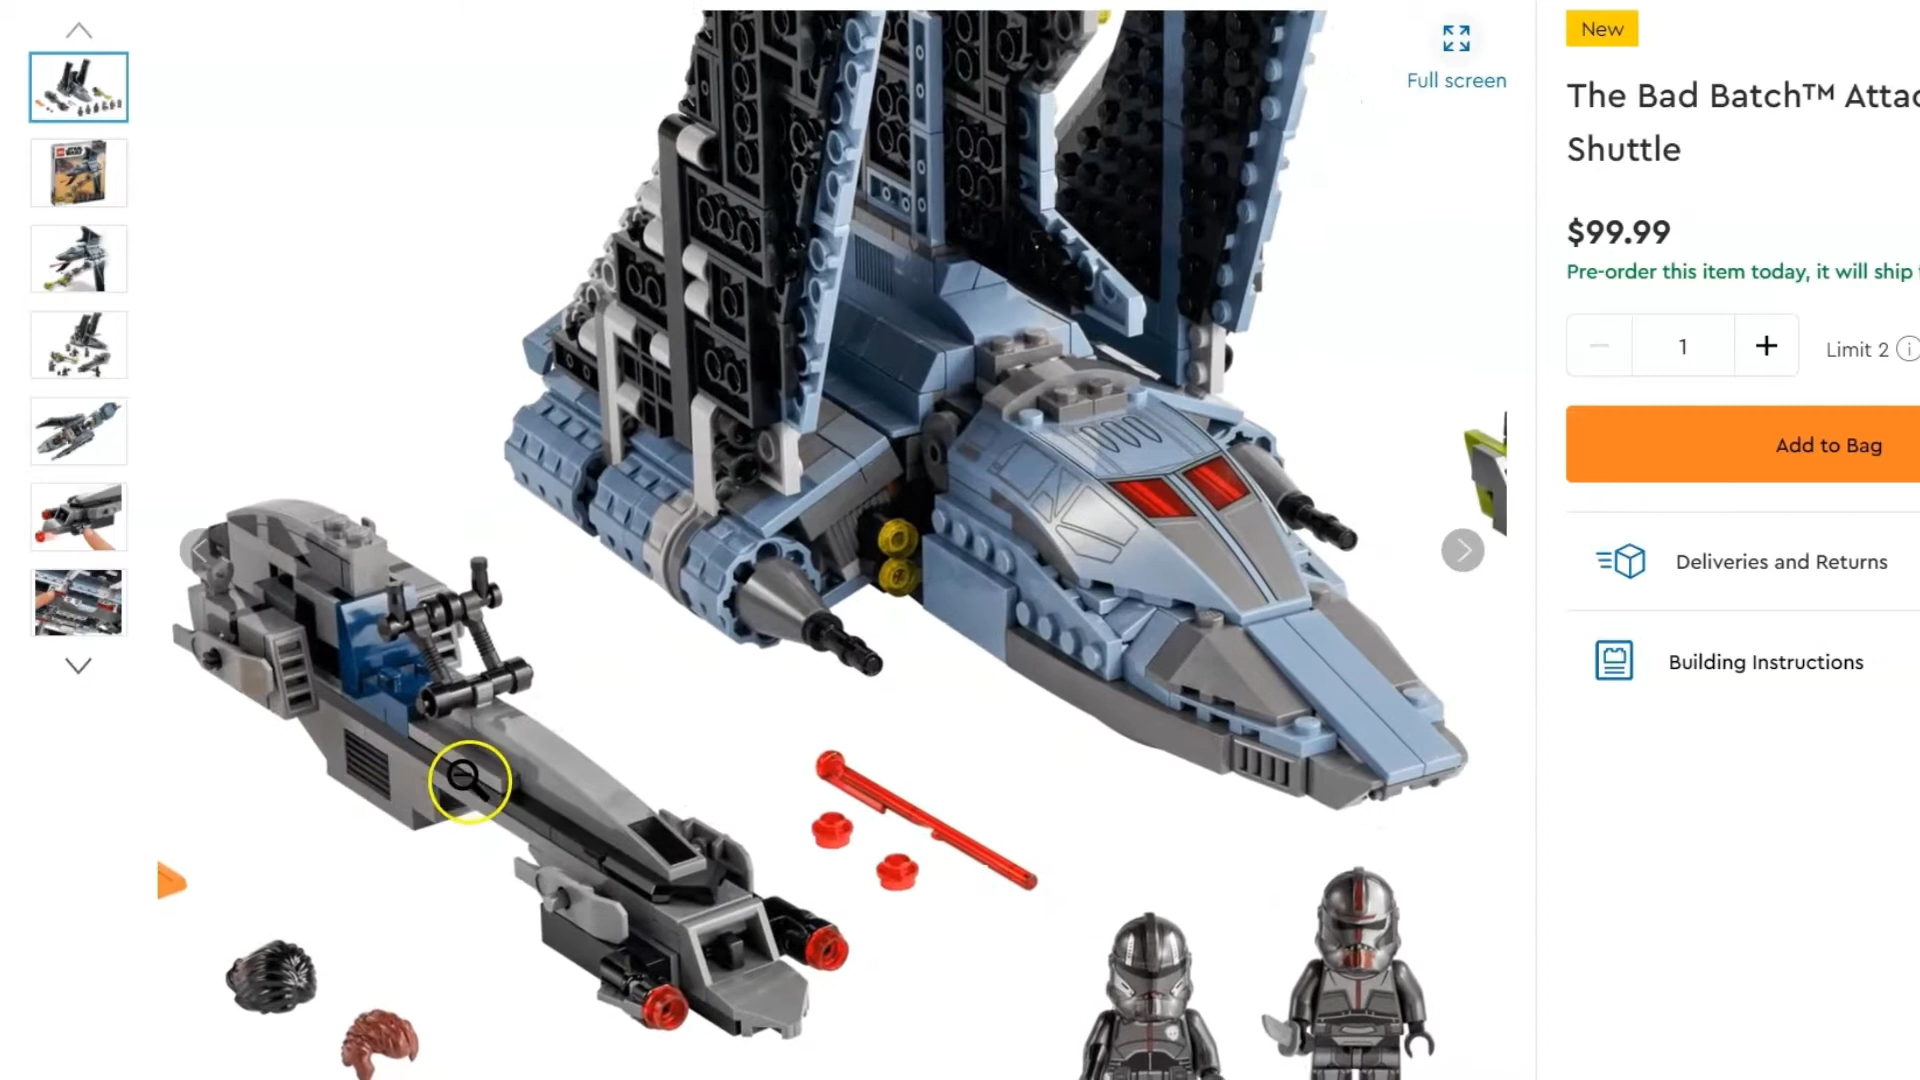 Full screen
New
The Bad Batch™ Attac
Shuttle
$99.99
Pre-order this item today, it will ship
1
Limit 2
Add to Bag
Deliveries and Returns
Building Instructions